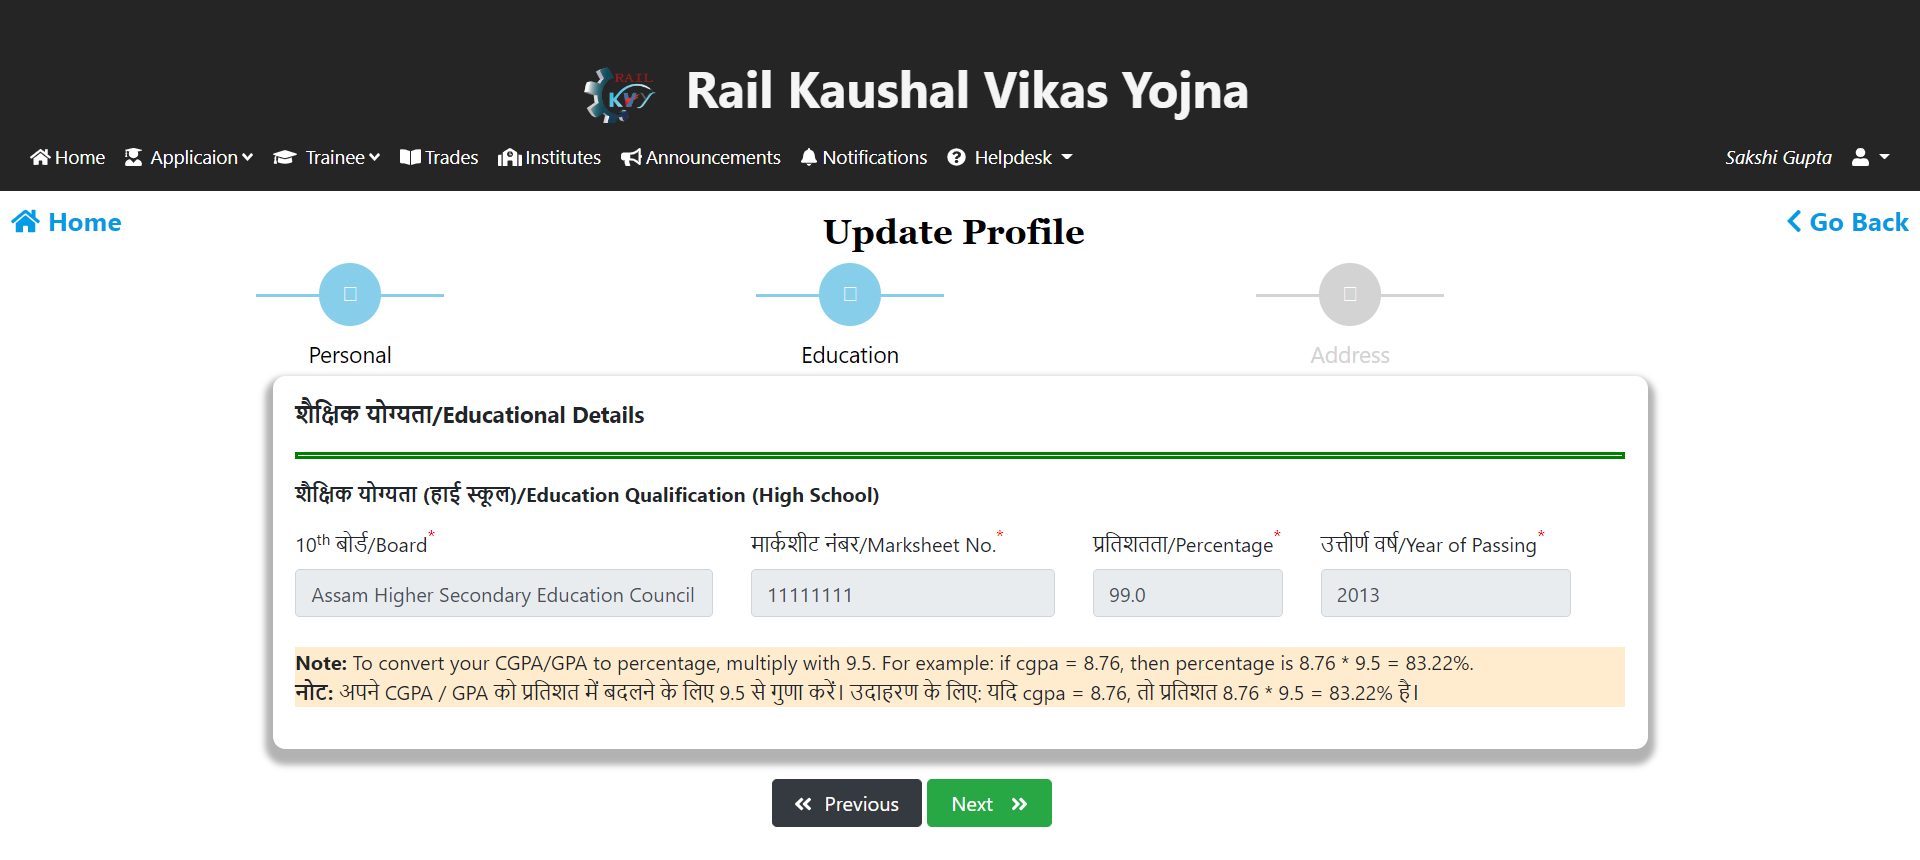 RAIL
KVY
Rail Kaushal Vikas Yojna
Home Applicaion Trainee Trades Institutes Announcements Notifications Helpdesk Sakshi Gupta
Home
Update Profile
Go Back
Personal Education Address
शैक्षिक योग्यता/Educational Details
शैक्षिक योग्यता (हाई स्कूल)/Education Qualification (High School)
10th बोर्ड/Board* मार्कशीट नंबर/Marksheet No.* प्रतिशतता/Percentage* उत्तीर्ण वर्ष/Year of Passing*
Assam Higher Secondary Education Council 11111111 99.0 2013
Note: To convert your CGPA/GPA to percentage, multiply with 9.5. For example: if cgpa = 8.76, then percentage is 8.76 * 9.5 = 83.22%.
नोट: अपने CGPA / GPA को प्रतिशत में बदलने के लिए 9.5 से गुणा करें। उदाहरण के लिए: यदि cgpa = 8.76, तो प्रतिशत 8.76 * 9.5 = 83.22% है।
Previous Next